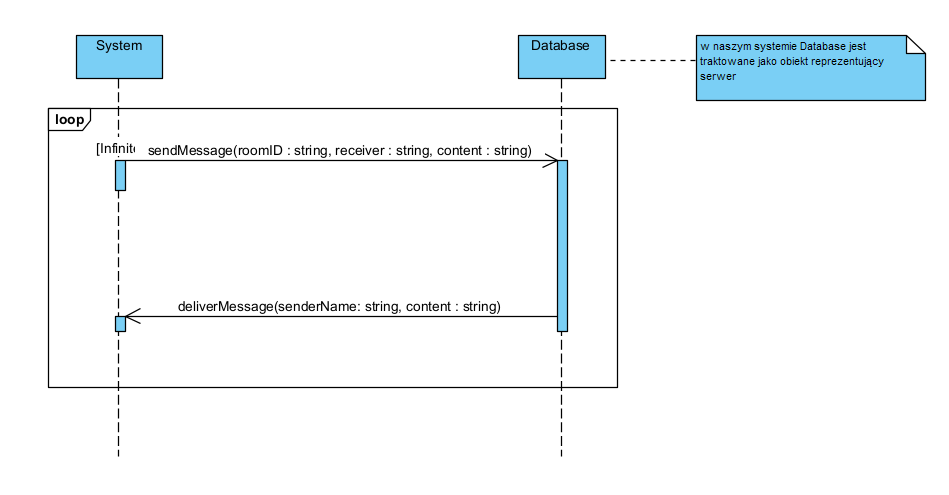 System
Database
w naszym systemie Database jest
traktowane jako obiekt reprezentujący
serwer
loop
[Infinite
sendMessage(roomID : string, receiver : string, content : string)
deliverMessage(senderName: string, content : string)